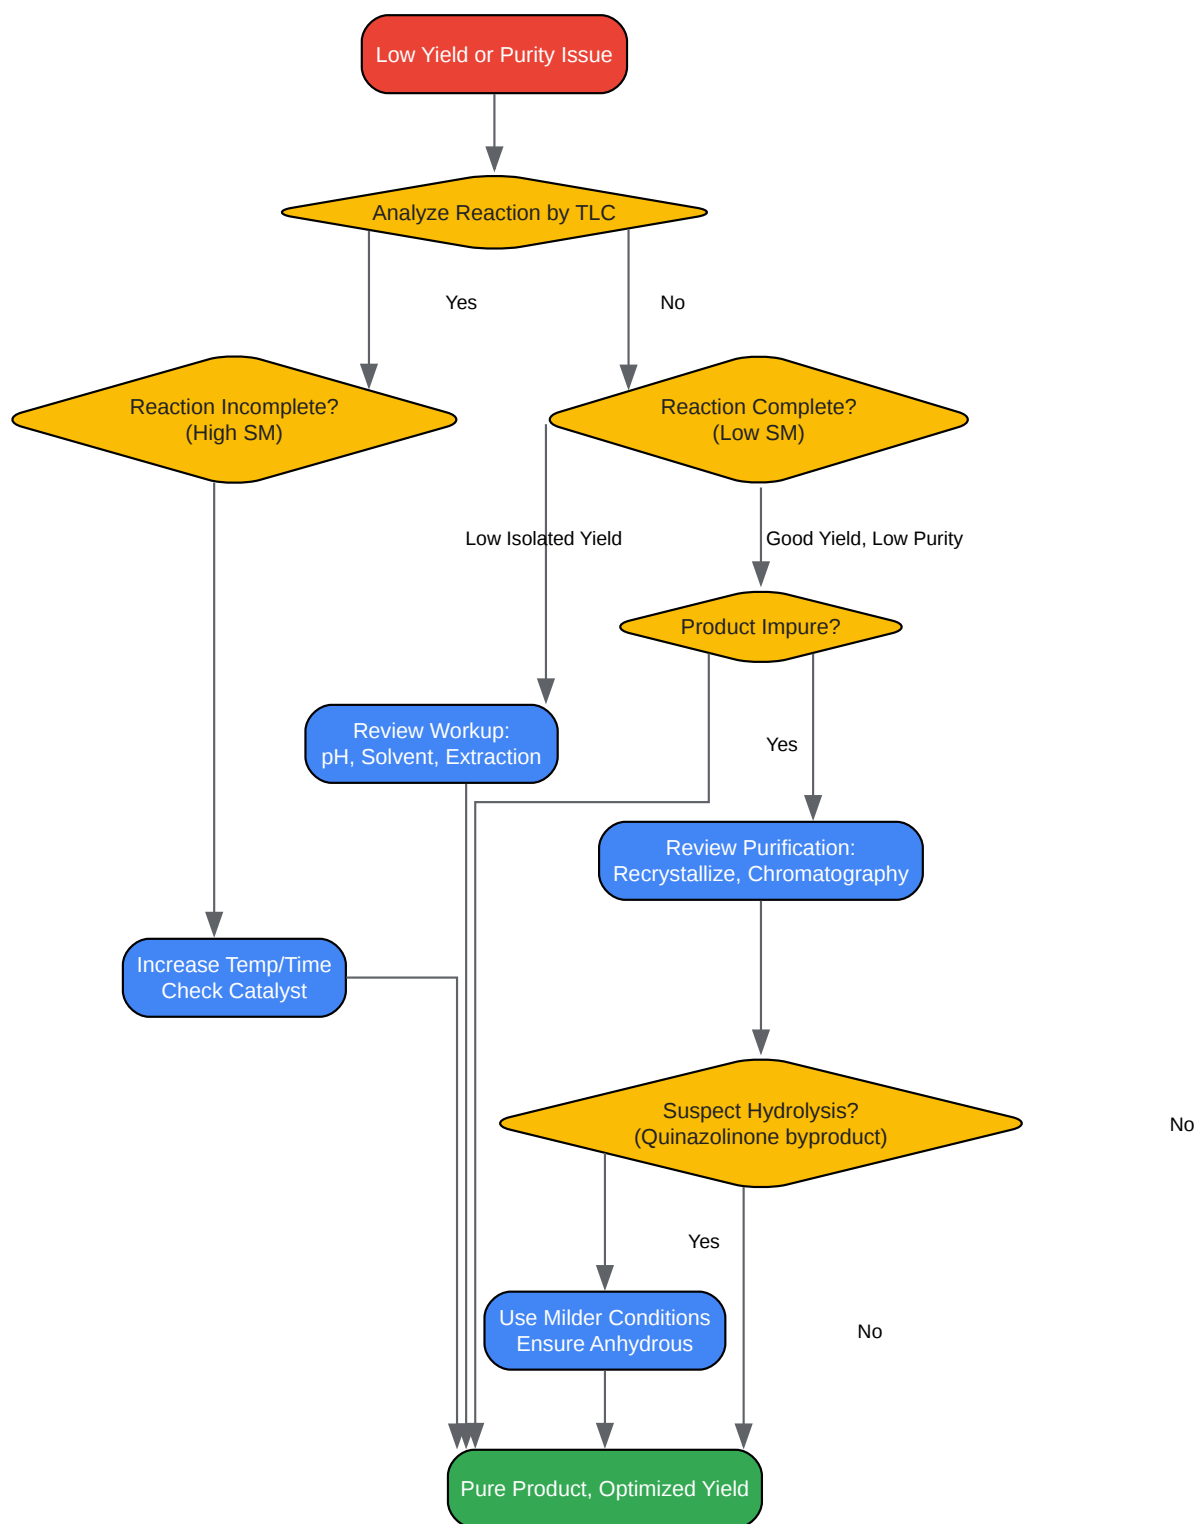 Low Yield or Purity Issue
Analyze Reaction by TLC
Yes
No
Reaction Incomplete?
(High SM)
Reaction Complete?
(Low SM)
Low Isolated Yield
Good Yield, Low Purity
Product Impure?
Review Workup:
pH, Solvent, Extraction
Yes
Review Purification:
Recrystallize, Chromatography
Increase Temp/Time
Check Catalyst
Suspect Hydrolysis?
(Quinazolinone byproduct)
No
Yes
Use Milder Conditions
Ensure Anhydrous
No
Pure Product, Optimized Yield